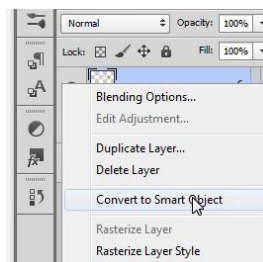 Normal Opacity: 100%
Lock: Fill: 100%
Blending Options...
Edit Adjustment...
Duplicate Layer...
Delete Layer
Convert to Smart Object
Rasterize Layer
Rasterize Layer Style